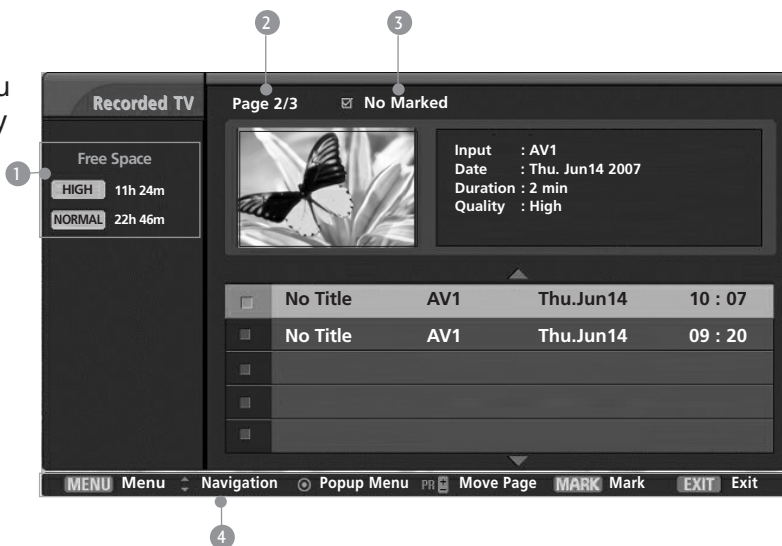 2 3
u
y
Recorded TV
Page 2/3 No Marked
1
Free Space
HIGH 11h 24m
NORMAL 22h 46m
Input : AV1
Date : Thu. Jun14 2007
Duration : 2 min
Quality : High
No Title AV1 Thu.Jun14 10 : 07
No Title AV1 Thu.Jun14 09 : 20
MENU Menu Navigation Popup Menu PR Move Page MARK Mark EXIT Exit
4